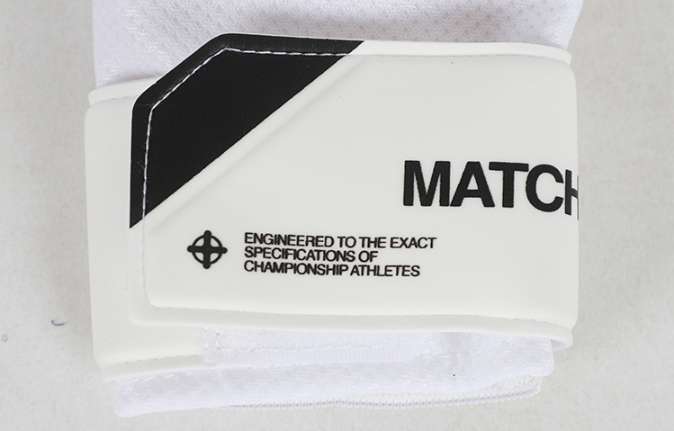 MATCH
ENGINEERED TO THE EXACT
SPECIFICATIONS OF
CHAMPIONSHIP ATHLETES